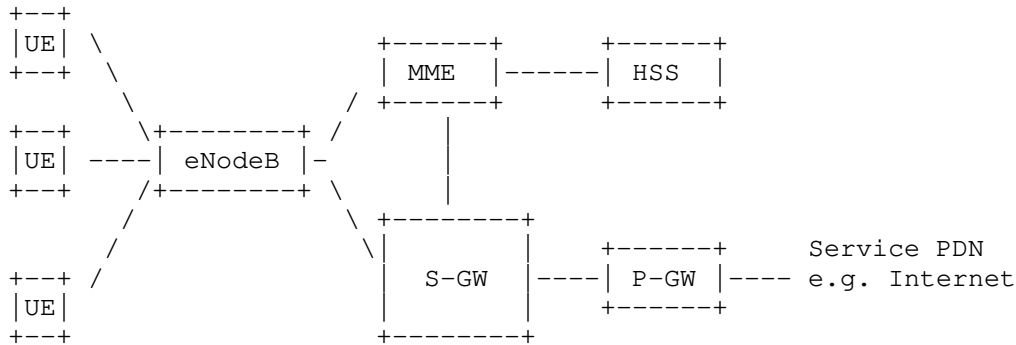 UE
MME HSS
UE eNodeB
Service PDN
S-GW P-GW e.g. Internet
UE